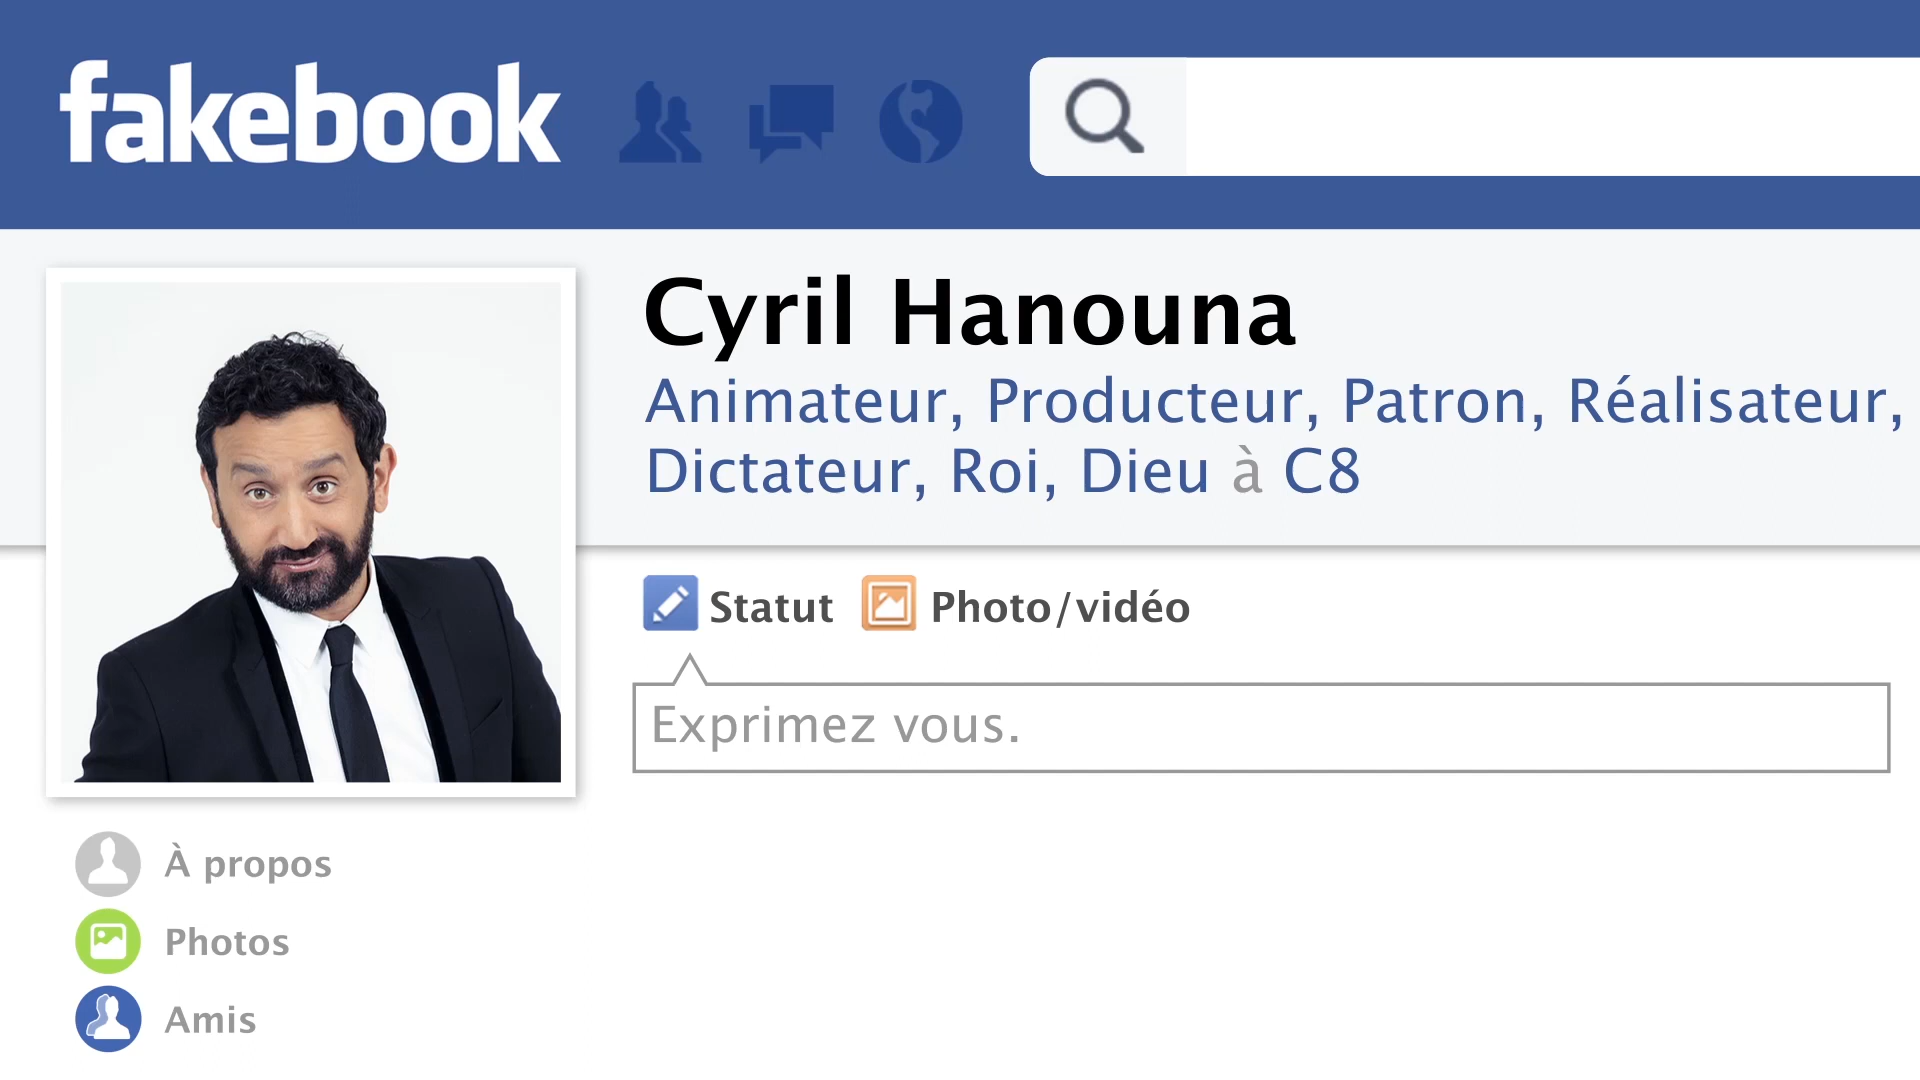 fakebook
Cyril Hanouna
Animateur, Producteur, Patron, Réalisateur,
Dictateur, Roi, Dieu à C8
Statut Photo/vidéo
Exprimez vous.
À propos
Photos
Amis